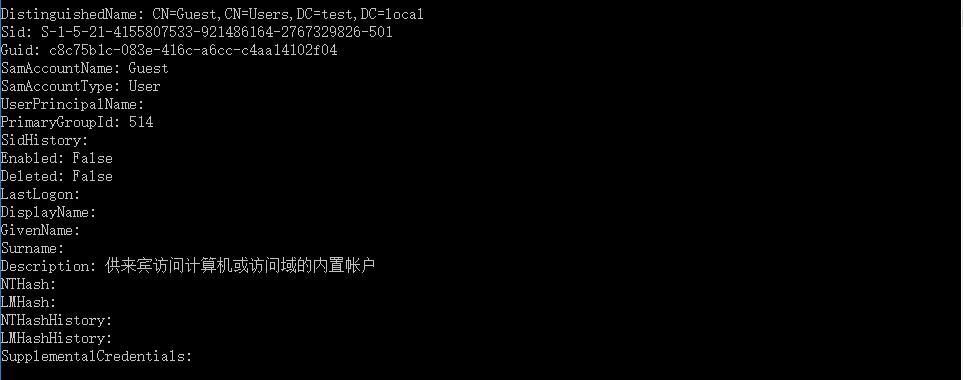 DistinguishedName: CN=Guest,CN=Users,DC=test,DC=local
Sid: S-1-5-21-4155807533-921486164-2767329826-501
Guid: c8c75b1c-083e-416c-a6cc-c4aa14102f04
SamAccountName: Guest
SamAccountType: User
UserPrincipalName:
PrimaryGroupId: 514
SidHistory:
Enabled: False
Deleted: False
LastLogon:
DisplayName:
GivenName:
Surname:
Description: 供来宾访问计算机或访问域的内置帐户
NTHash:
LMHash:
NTHashHistory:
LMHashHistory:
SupplementalCredentials: